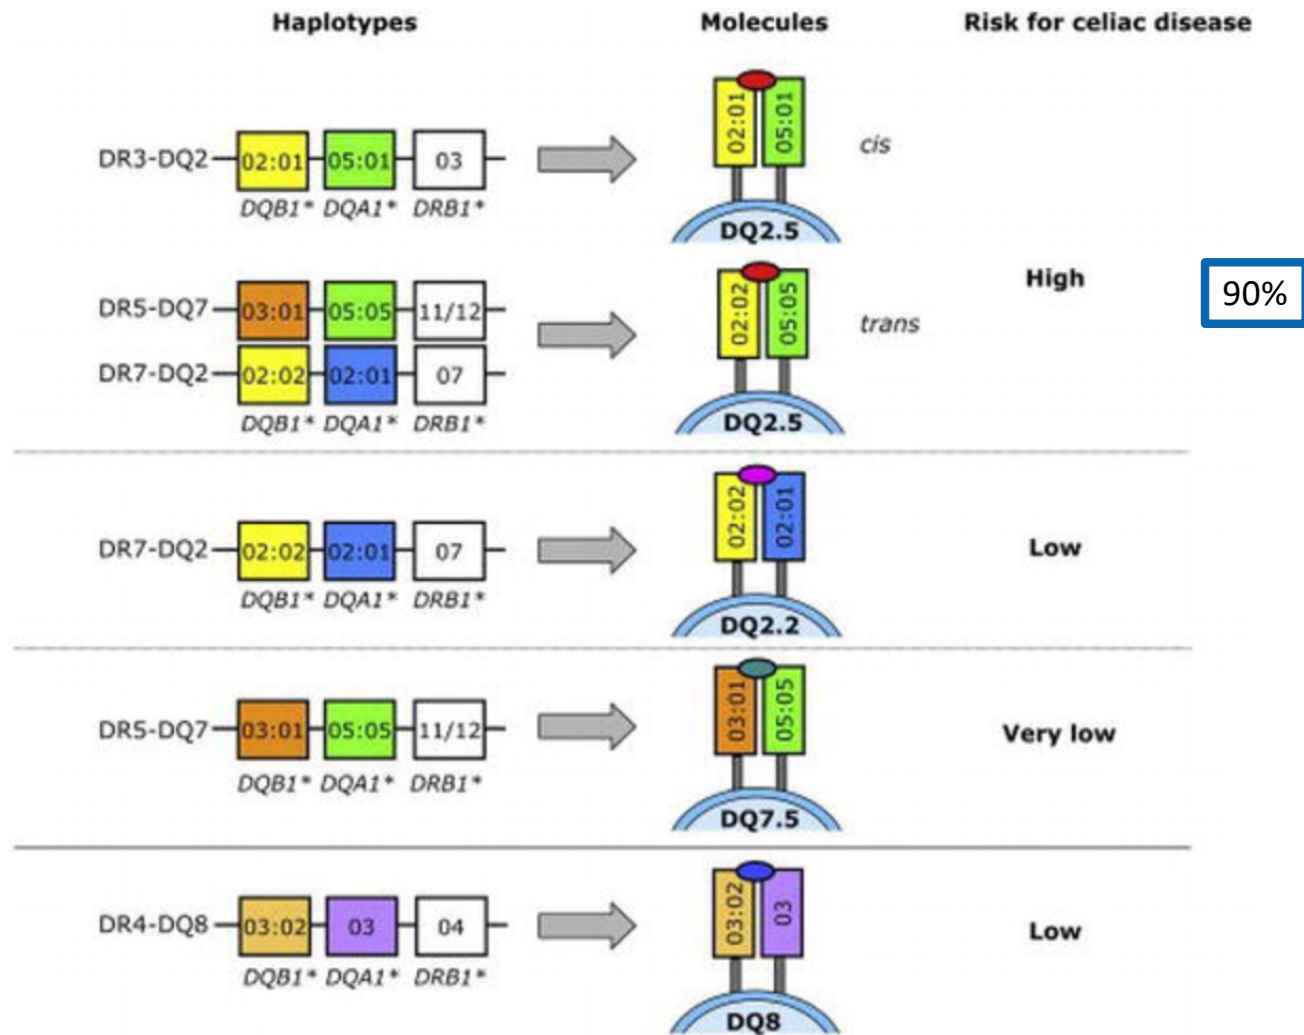 Haplotypes Molecules Risk for celiac disease
DR3-DQ2 02:01 05:01 03
DQB1* DQA1* DRB1*
02:01 05:01
cis
DQ2.5
DR5-DQ7 03:01 05:05 11/12
DR7-DQ2 02:02 02:01 07
DQB1* DQA1* DRB1*
02:02 05:05
trans
DQ2.5
High
90%
DR7-DQ2 02:02 02:01 07
DQB1* DQA1* DRB1*
02:02 02:01
DQ2.2
Low
DR5-DQ7 03:01 05:05 11/12
DQB1* DQA1* DRB1*
03:01 05:05
DQ7.5
Very low
DR4-DQ8 03:02 03 04
DQB1* DQA1* DRB1*
03:02 03
DQ8
Low